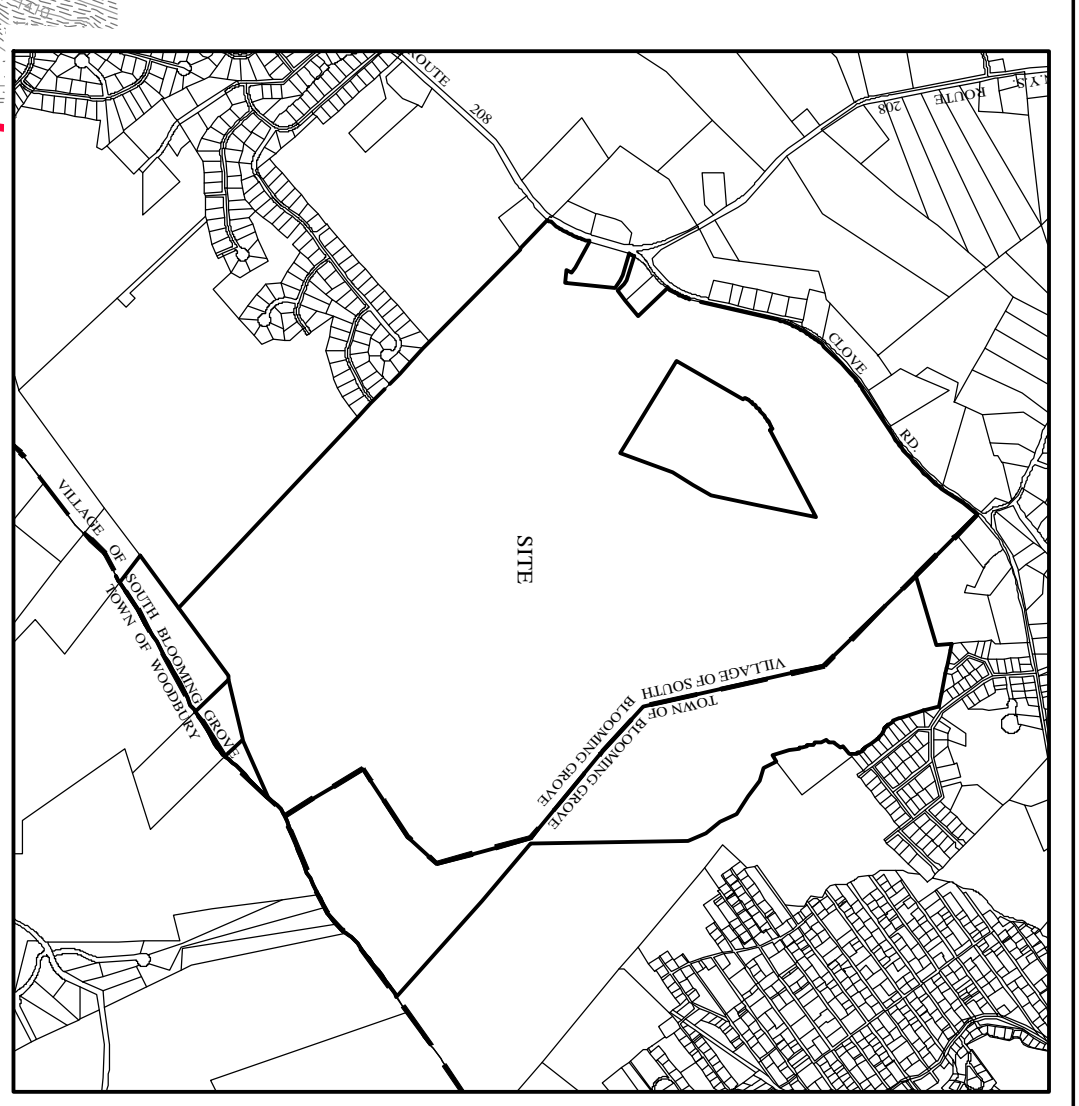 ROUTE
208
N.Y.S.
ROUTE
208
CLOVE
RD.
SITE
VILLAGE OF SOUTH BLOOMING GROVE
TOWN OF WOODBURY
VILLAGE OF SOUTH
BLOOMING GROVE
TOWN OF
BLOOMING GROVE